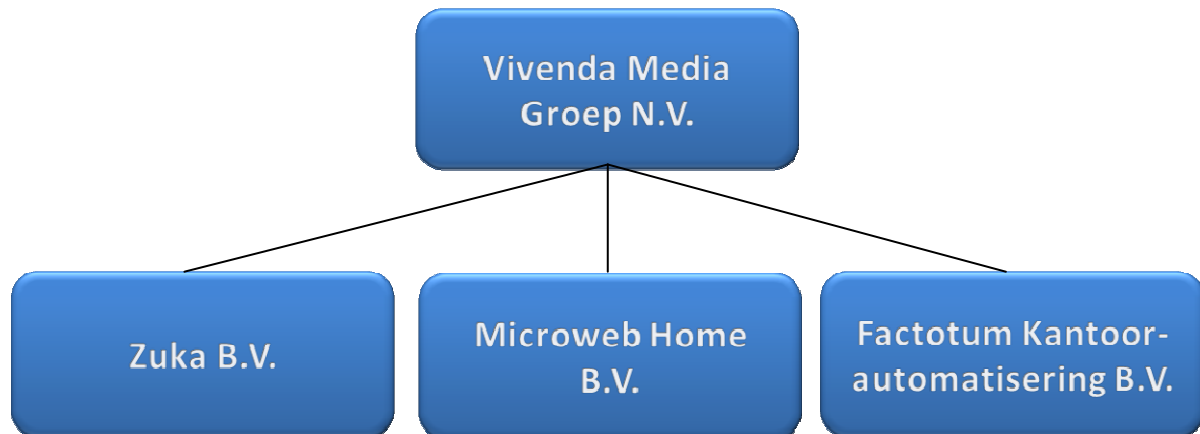 Vivenda Media
Groep N.V.
Zuka B.V.
Microweb Home
B.V.
Factotum Kantoor-
automatisering B.V.